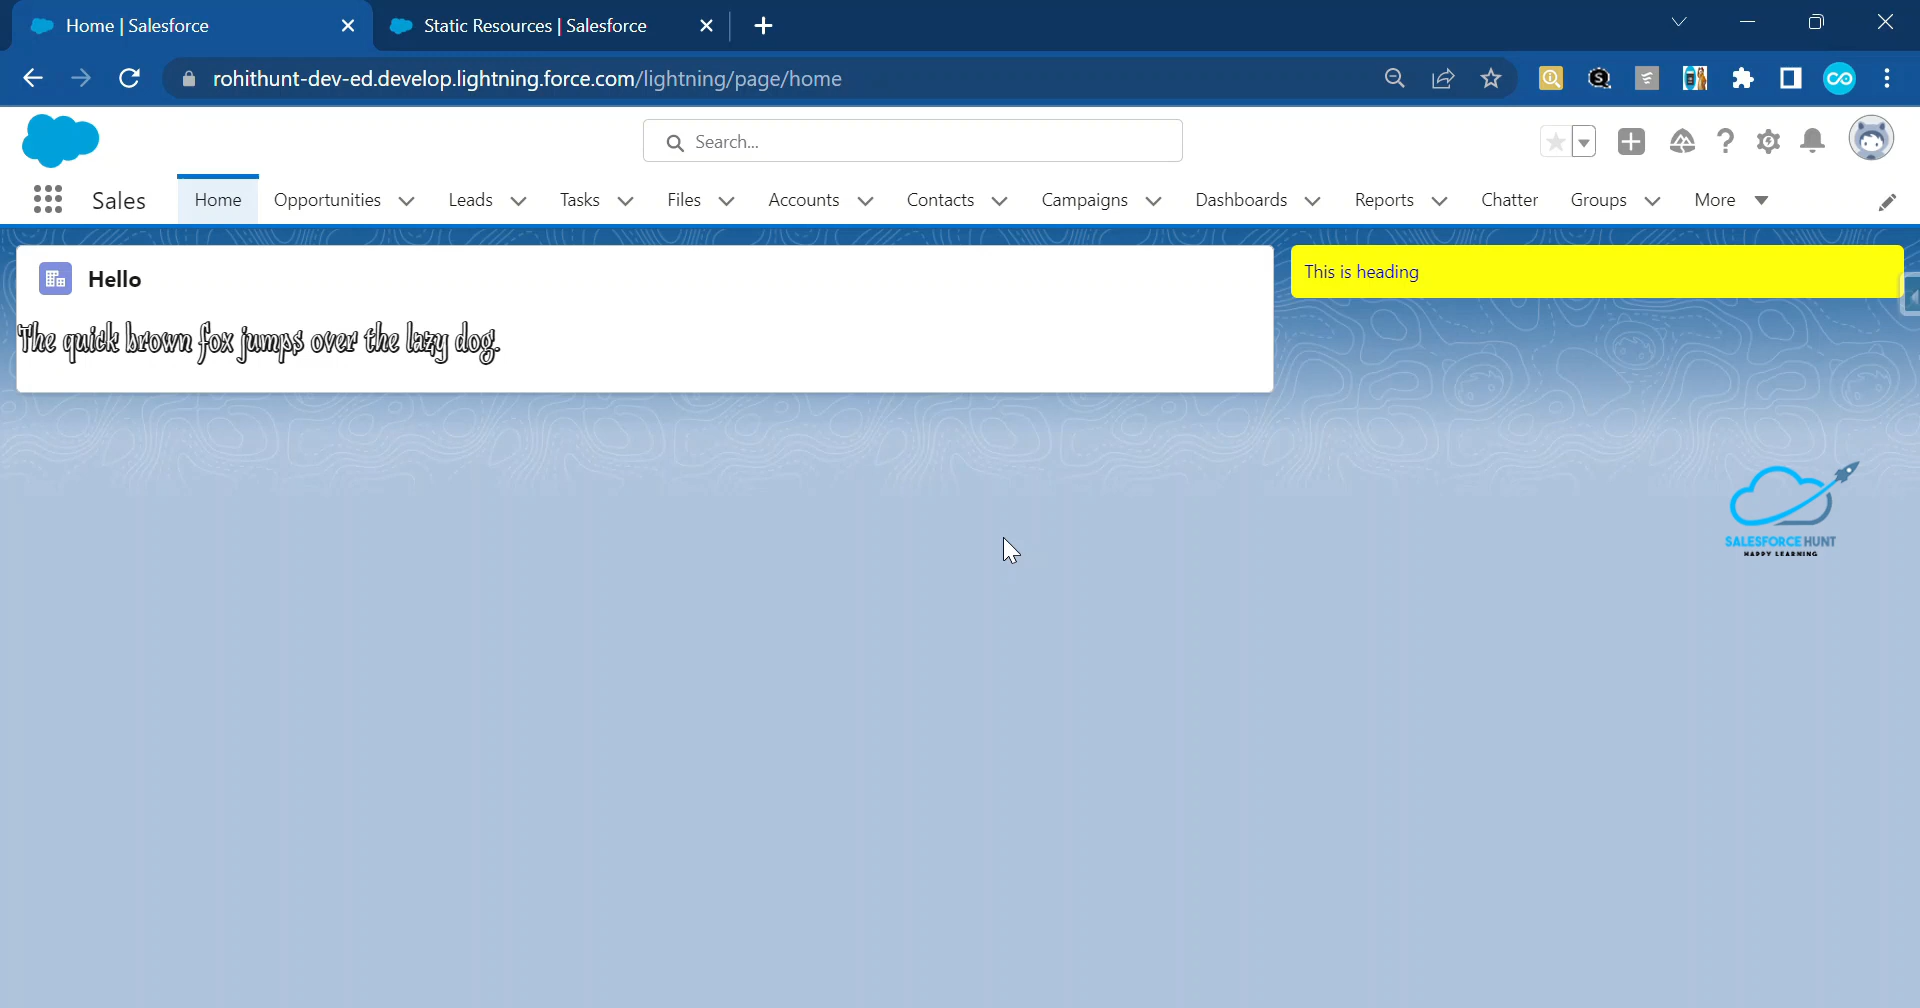 Home | Salesforce
Static Resources | Salesforce
rohithunt-dev-ed.develop.lightning.force.com/lightning/page/home
Search...
Sales Home Opportunities Leads Tasks Files Accounts Contacts Campaigns Dashboards Reports Chatter Groups More
Hello
The quick brown fox jumps over the lazy dog.
This is heading
SALESFORCE HUNT
HAPPY LEARNING